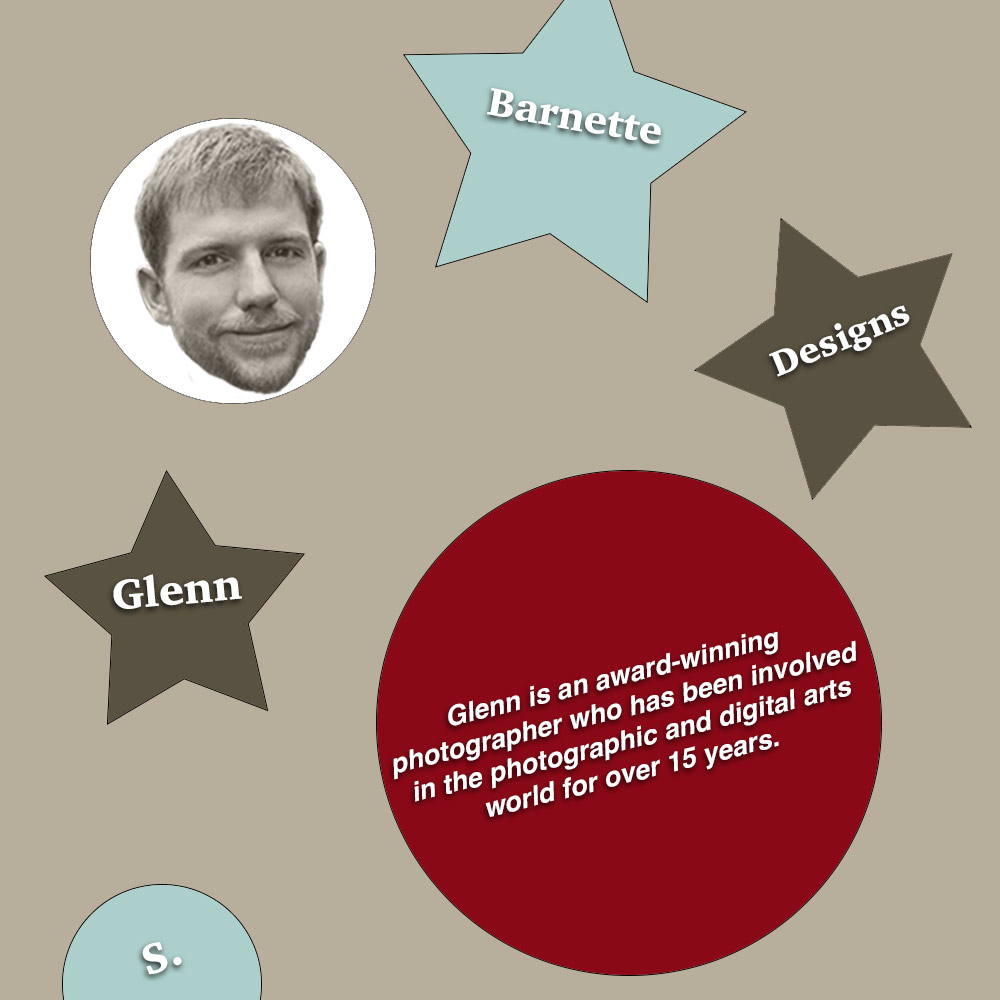 Barnette
Designs
Glenn
Glenn is an award-winning
photographer who has been involved
in the photographic and digital arts
world for over 15 years.
S.